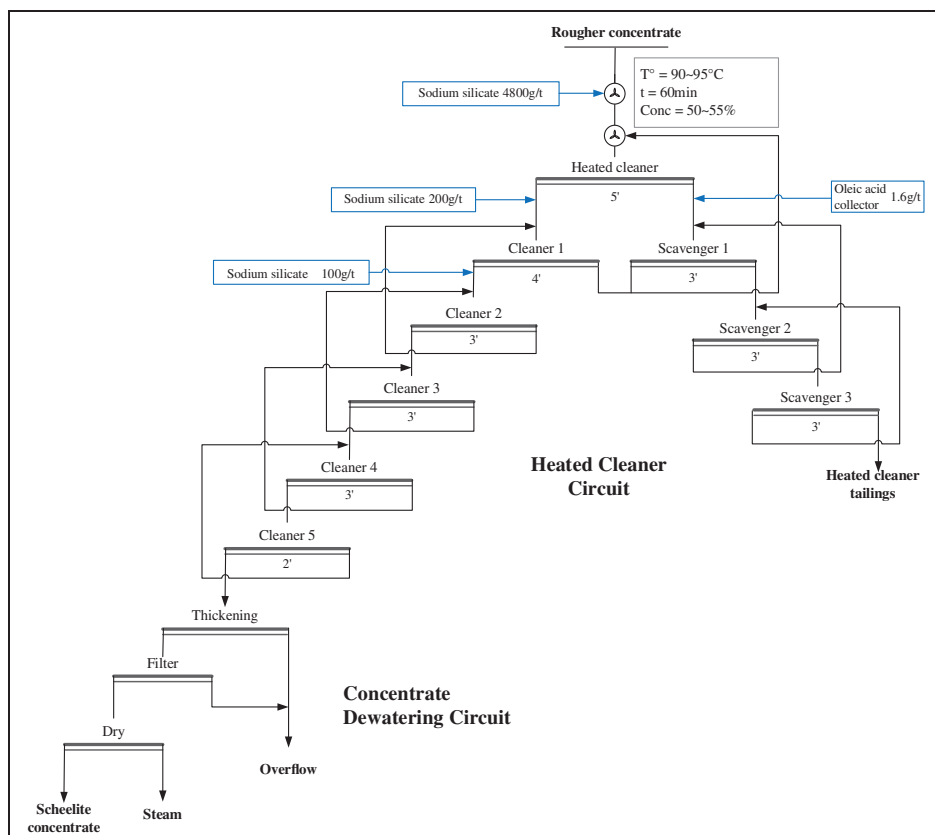 Rougher concentrate
T° = 90~95°C
t = 60min
Conc = 50~55%
Sodium silicate 4800g/t
Heated cleaner
5'
Sodium silicate 200g/t
Oleic acid
collector 1.6g/t
Cleaner 1
4'
Scavenger 1
3'
Sodium silicate 100g/t
Cleaner 2
3'
Scavenger 2
3'
Cleaner 3
3'
Scavenger 3
3'
Heated Cleaner
Circuit
Heated cleaner
tailings
Cleaner 4
3'
Cleaner 5
2'
Thickening
Filter
Concentrate
Dewatering Circuit
Dry
Overflow
Scheelite
concentrate
Steam